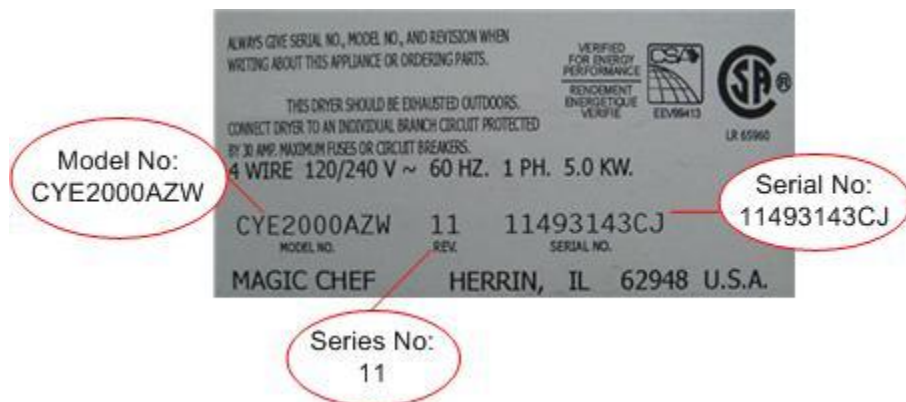 ALWAYS GIVE SERIAL NO., MODEL NO., AND REVISION WHEN
WRITING ABOUT THIS APPLIANCE OR ORDERING PARTS.
VERIFIED
FOR ENERGY
PERFORMANCE
RENDEMENT
ENERGETIQUE
VERIFIE
CSA
EEV99413
SA®
LR 65960
THIS DRYER SHOULD BE EXHAUSTED OUTDOORS.
CONNECT DRYER TO AN INDIVIDUAL BRANCH CIRCUIT PROTECTED
BY 30 AMP. MAXIMUM FUSES OR CIRCUIT BREAKERS.
4 WIRE 120/240 V ~ 60 HZ. 1 PH. 5.0 KW.
Model No:
CYE2000AZW
Serial No:
11493143CJ
CYE2000AZW 11 11493143CJ
MODEL NO. REV. SERIAL NO.
MAGIC CHEF HERRIN, IL 62948 U.S.A.
Series No:
11